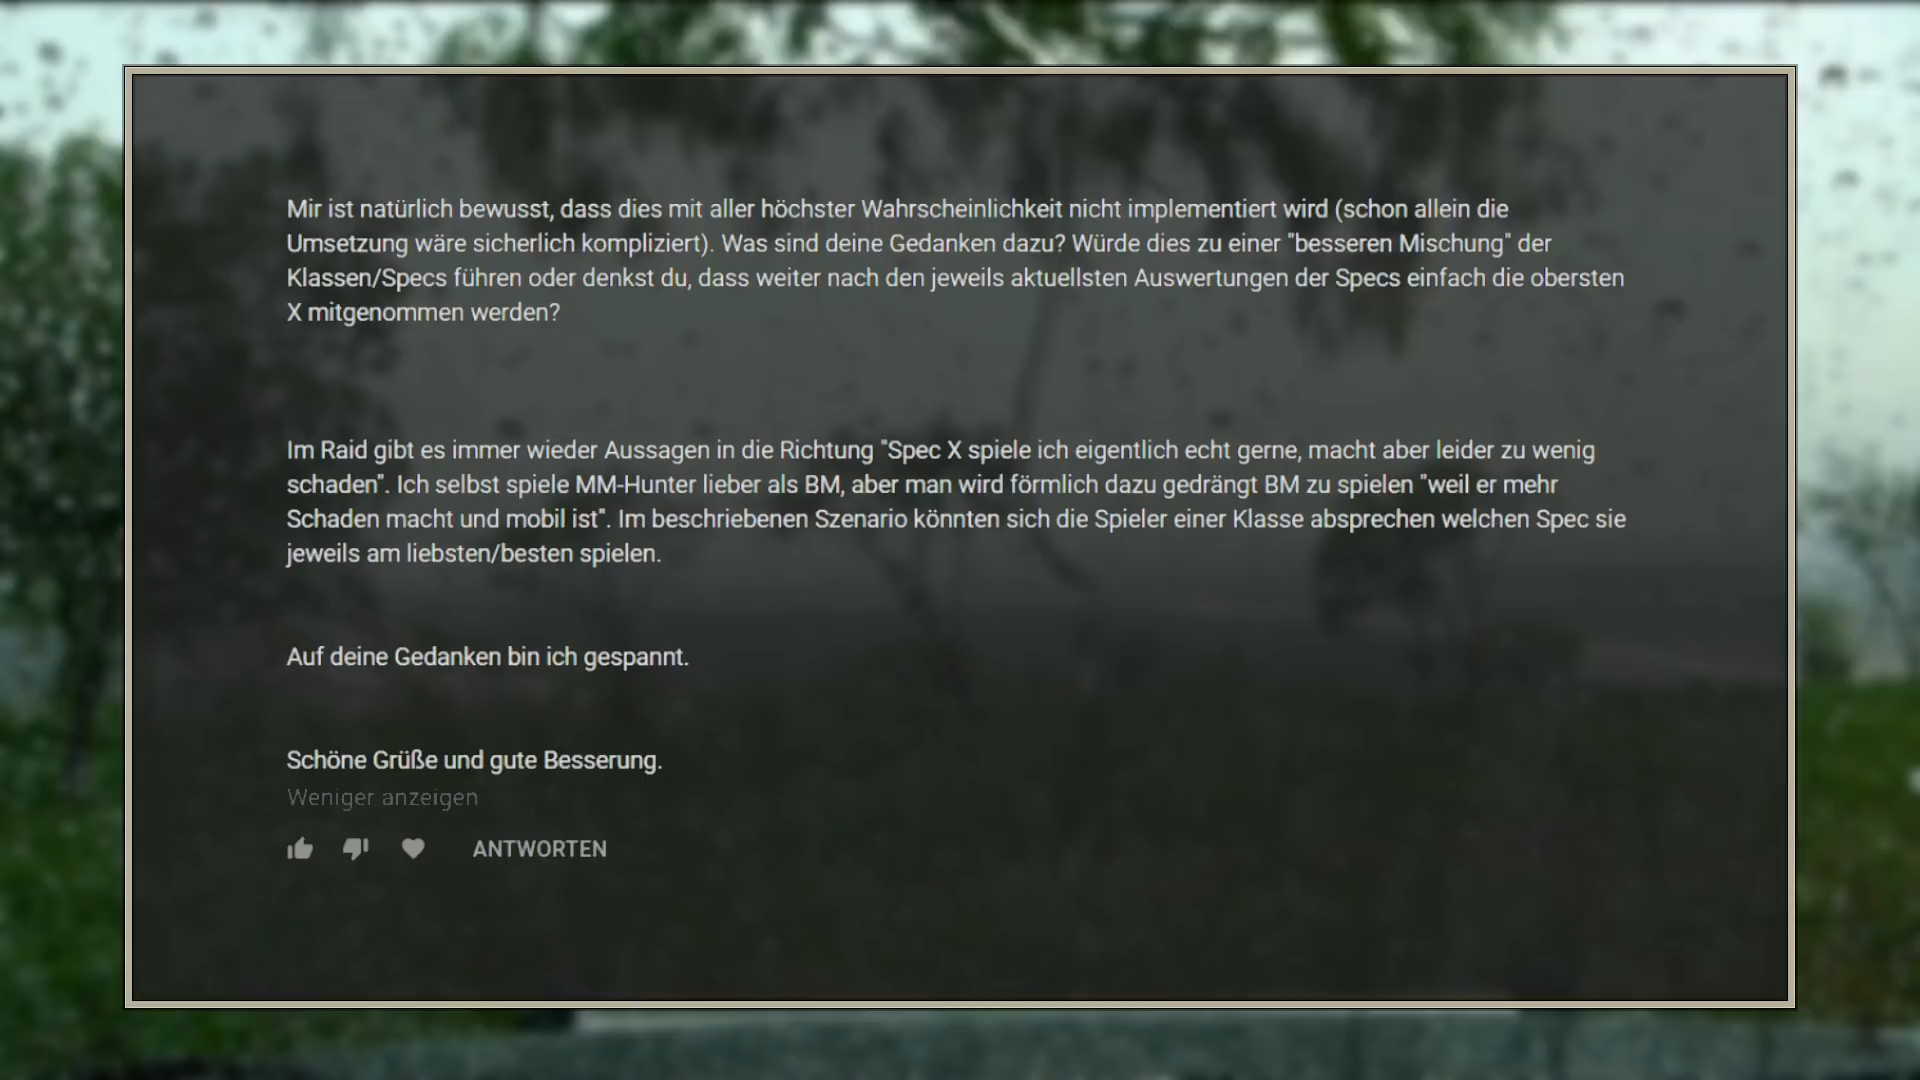 Mir ist natürlich bewusst, dass dies mit aller höchster Wahrscheinlichkeit nicht implementiert wird (schon allein die
Umsetzung wäre sicherlich kompliziert). Was sind deine Gedanken dazu? Würde dies zu einer "besseren Mischung" der
Klassen/Specs führen oder denkst du, dass weiter nach den jeweils aktuellsten Auswertungen der Specs einfach die obersten
X mitgenommen werden?
Im Raid gibt es immer wieder Aussagen in die Richtung "Spec X spiele ich eigentlich echt gerne, macht aber leider zu wenig
schaden". Ich selbst spiele MM-Hunter lieber als BM, aber man wird förmlich dazu gedrängt BM zu spielen "weil er mehr
Schaden macht und mobil ist". Im beschriebenen Szenario könnten sich die Spieler einer Klasse absprechen welchen Spec sie
jeweils am liebsten/besten spielen.
Auf deine Gedanken bin ich gespannt.
Schöne Grüße und gute Besserung.
Weniger anzeigen
ANTWORTEN